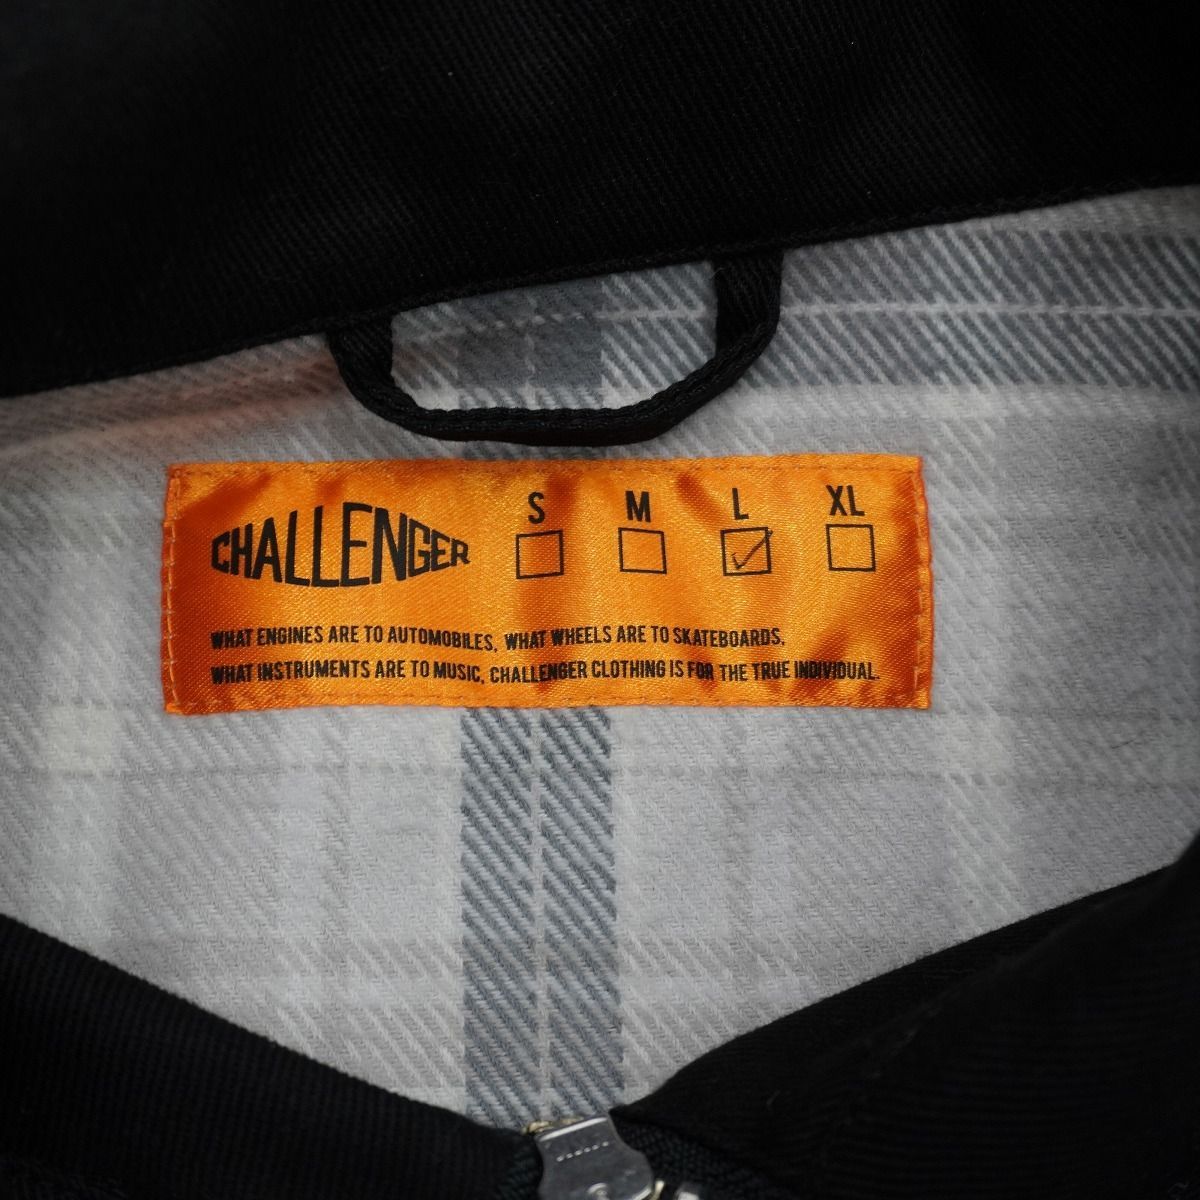 CHALLENGER
S M L XL
WHAT ENGINES ARE TO AUTOMOBILES, WHAT WHEELS ARE TO SKATEBOARDS,
WHAT INSTRUMENTS ARE TO MUSIC, CHALLENGER CLOTHING IS FOR THE TRUE INDIVIDUAL.